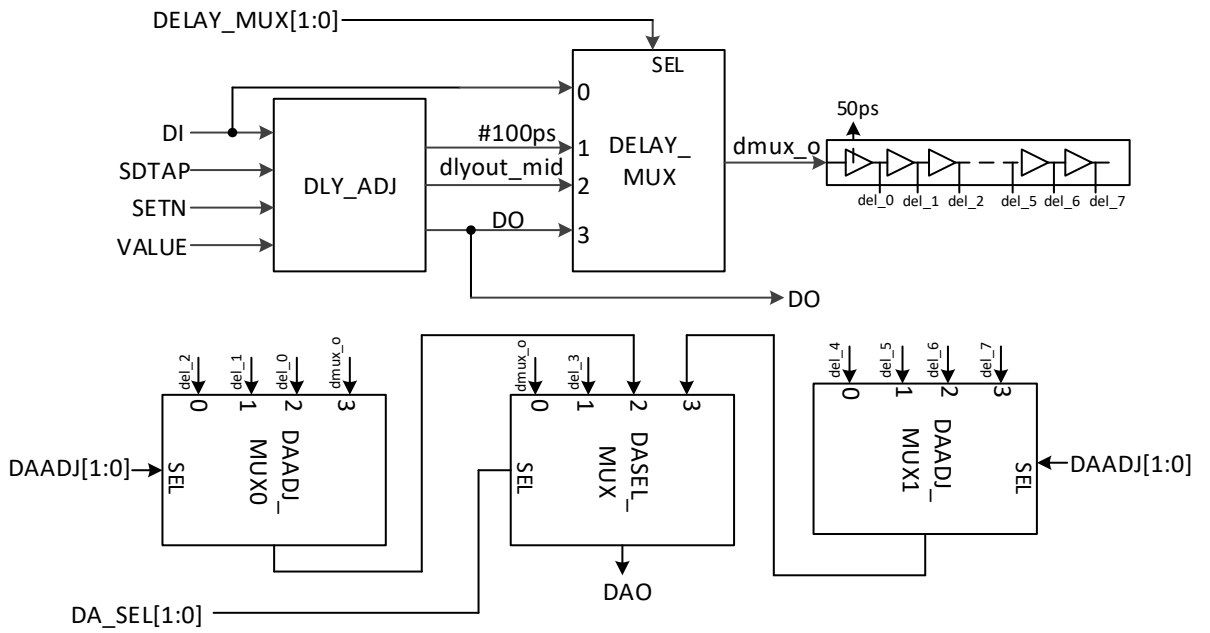 DELAY_MUX[1:0]
SEL
0
DI
#100ps
1
DELAY_
MUX
50ps
dmux_o
SDTAP
DLY_ADJ
dlyout_mid
2
SETN
DO
3
VALUE
del_0
del_1
del_2
del_5
del_6
del_7
DO
del_2
del_1
del_0
dmux_o
0
1
2
3
DAADJ_
MUX0
SEL
DAADJ[1:0]
dmux_o
del_3
0
1
2
3
DASEL_
MUX
SEL
del_4
del_5
del_6
del_7
0
1
2
3
DAADJ_
MUX1
SEL
DAADJ[1:0]
DAO
DA_SEL[1:0]